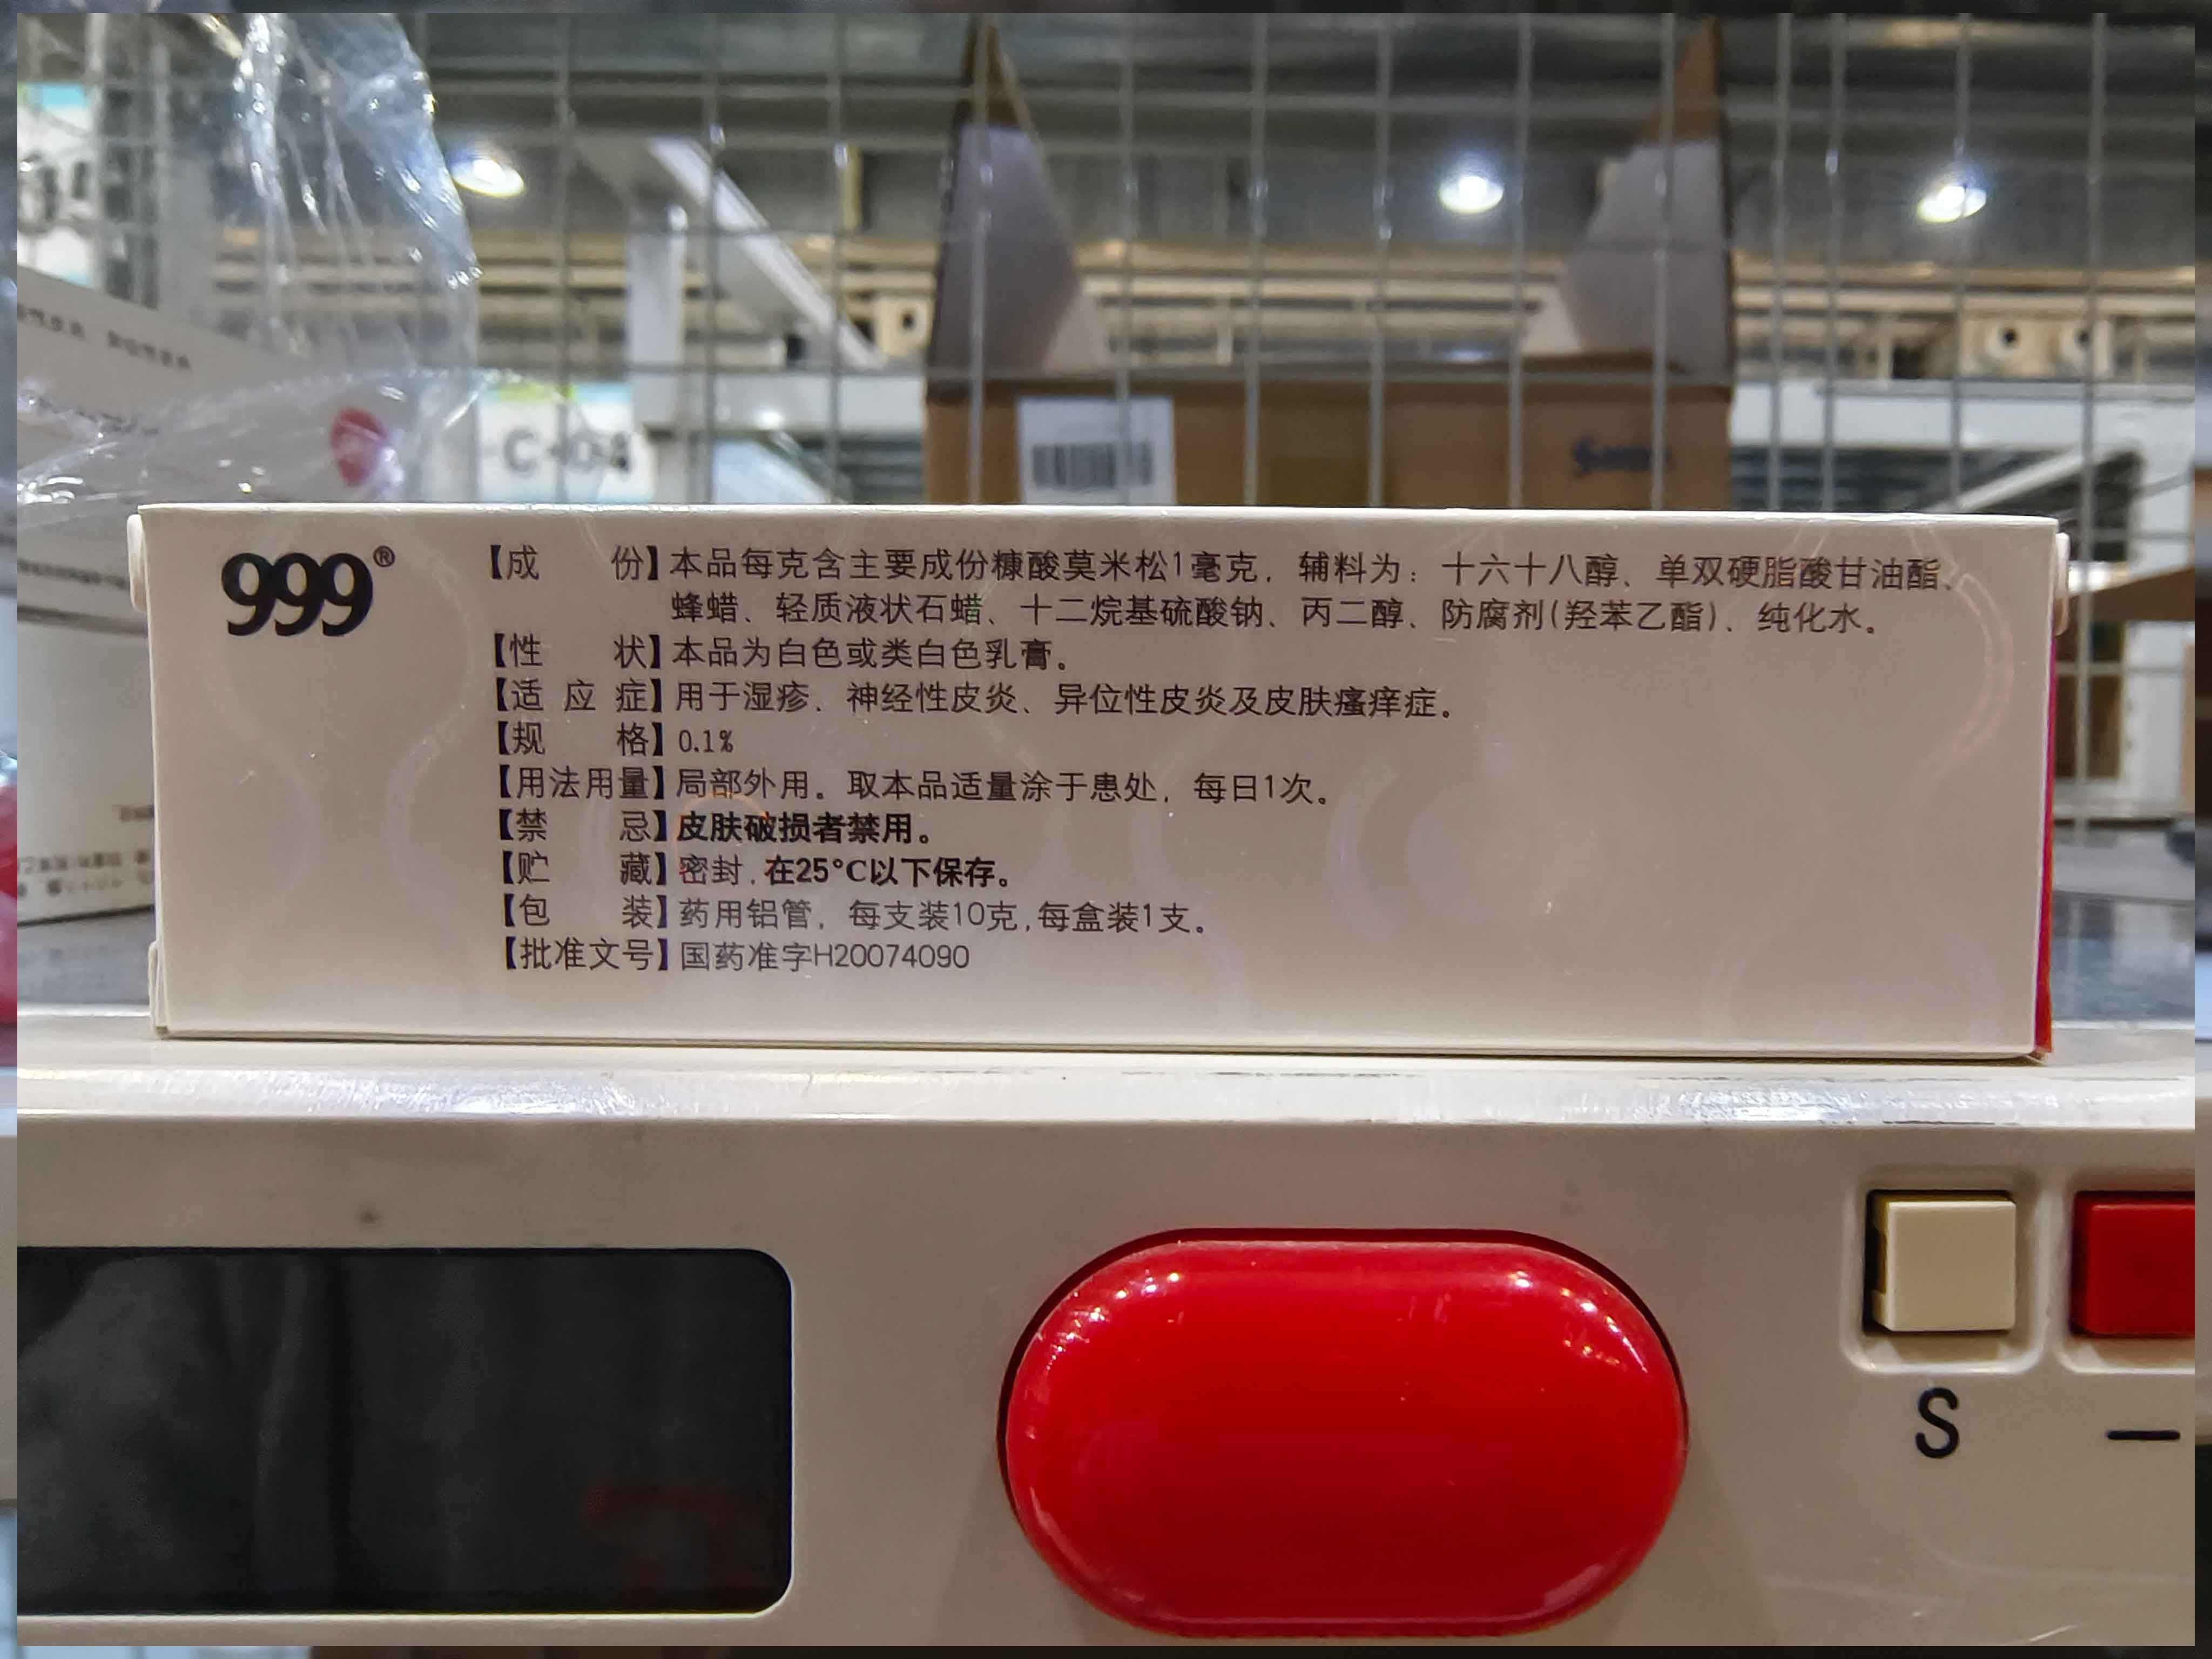 999®
【成 份】本品每克含主要成份糠酸莫米松1毫克，辅料为：十六十八醇、单双硬脂酸甘油酯、
蜂蜡、轻质液状石蜡、十二烷基硫酸钠、丙二醇、防腐剂(羟苯乙酯)、纯化水。
【性 状】本品为白色或类白色乳膏。
【适 应 症】用于湿疹、神经性皮炎、异位性皮炎及皮肤瘙痒症。
【规 格】0.1%
【用法用量】局部外用。取本品适量涂于患处，每日1次。
【禁 忌】皮肤破损者禁用。
【贮 藏】密封，在25°C以下保存。
【包 装】药用铝管，每支装10克，每盒装1支。
【批准文号】国药准字H20074090
S
—